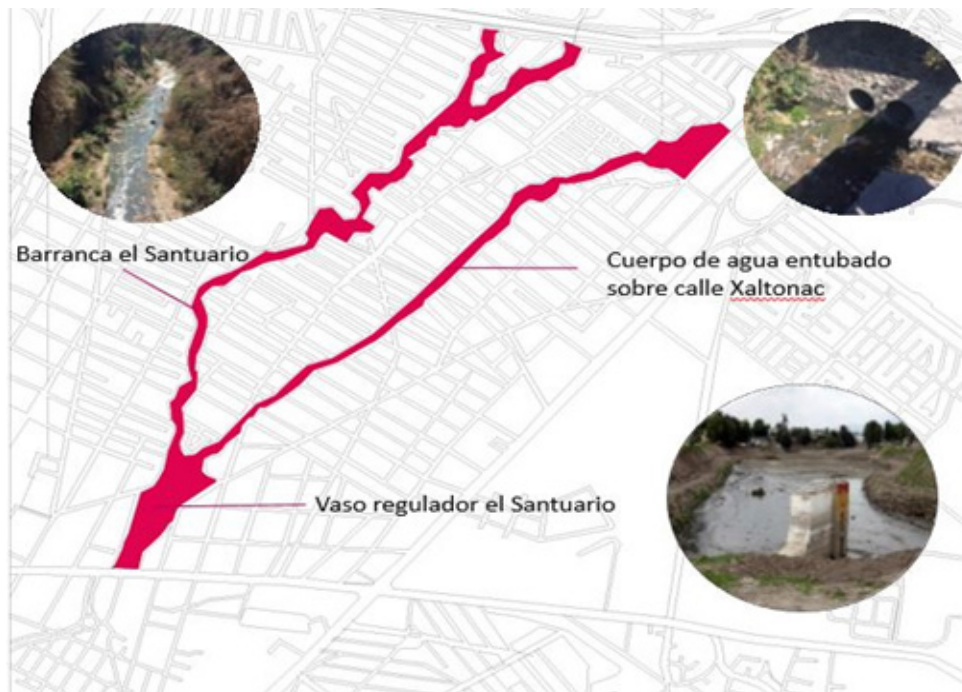 Barranca el Santuario
Cuerpo de agua entubado
sobre calle Xaltonac
Vaso regulador el Santuario